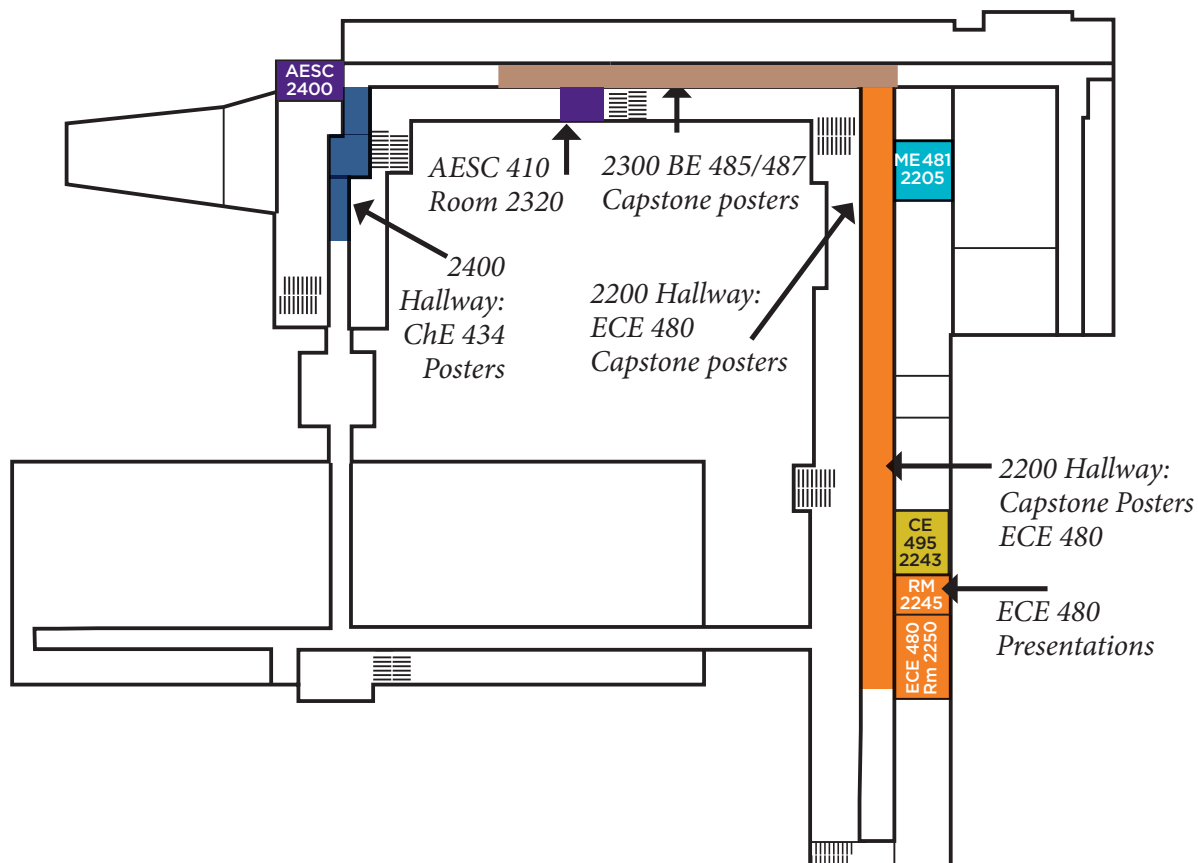 AESC
2400
AESC 410
Room 2320
2300 BE 485/487
Capstone posters
ME481
2205
2400
Hallway:
ChE 434
Posters
2200 Hallway:
ECE 480
Capstone posters
2200 Hallway:
Capstone Posters
ECE 480
CE
495
2243
RM
2245
ECE 480
Presentations
ECE 480
Rm 2250